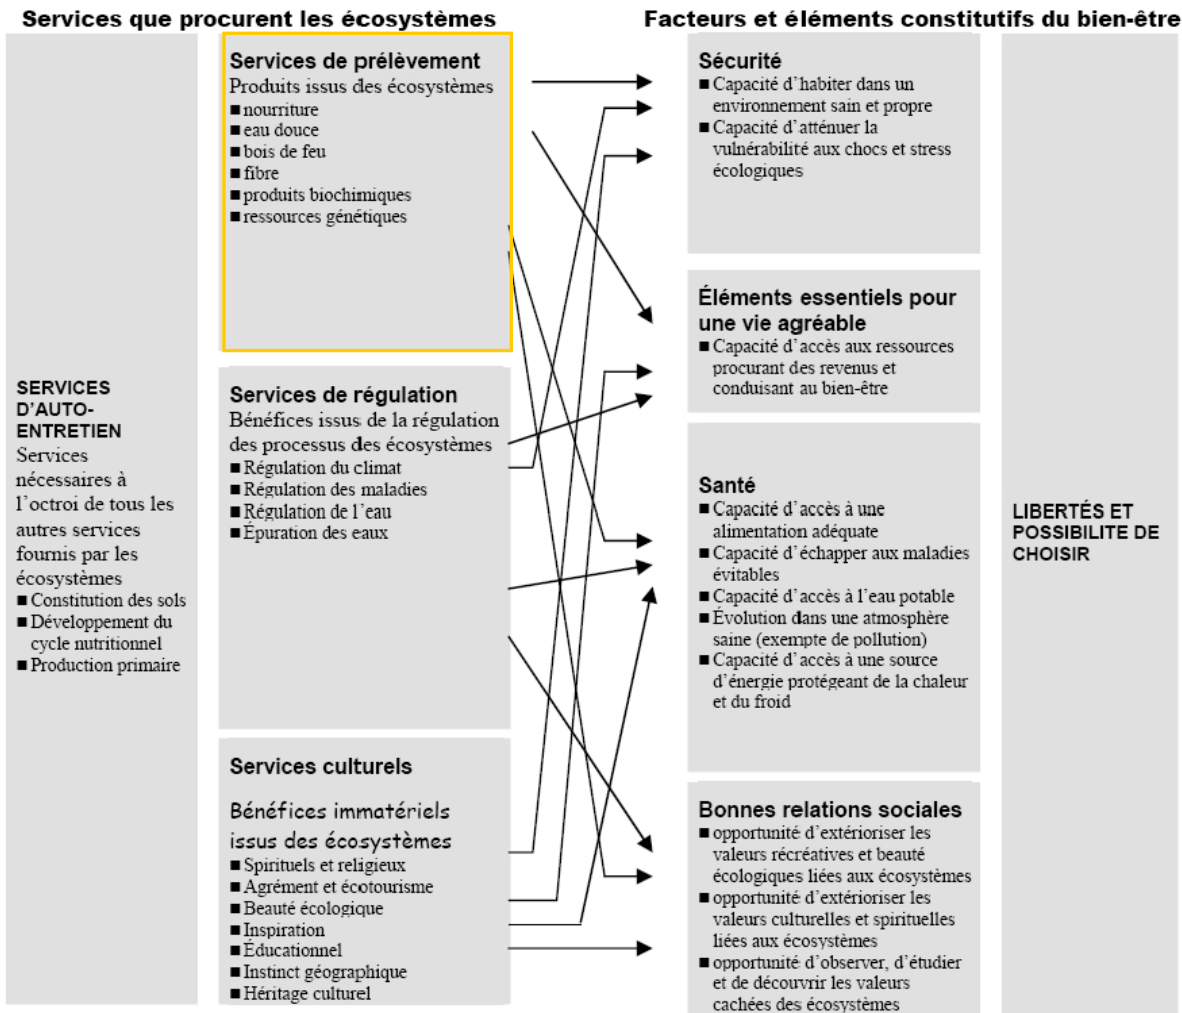 Services que procurent les écosystèmes
Facteurs et éléments constitutifs du bien-être
SERVICES
D’AUTO-
ENTRETIEN
Services
nécessaires à
l’octroi de tous les
autres services
fournis par les
écosystèmes
■ Constitution des sols
■ Développement du
cycle nutritionnel
■ Production primaire
Services de prélèvement
Produits issus des écosystèmes
■ nourriture
■ eau douce
■ bois de feu
■ fibre
■ produits biochimiques
■ ressources génétiques
Services de régulation
Bénéfices issus de la régulation
des processus des écosystèmes
■ Régulation du climat
■ Régulation des maladies
■ Régulation de l’eau
■ Épuration des eaux
Services culturels
Bénéfices immatériels
issus des écosystèmes
■ Spirituels et religieux
■ Agrément et écotourisme
■ Beauté écologique
■ Inspiration
■ Éducationnel
■ Instinct géographique
■ Héritage culturel
Sécurité
■ Capacité d’habiter dans un
environnement sain et propre
■ Capacité d’atténuer la
vulnérabilité aux chocs et stress
écologiques
Éléments essentiels pour
une vie agréable
■ Capacité d’accès aux ressources
procurant des revenus et
conduisant au bien-être
Santé
■ Capacité d’accès à une
alimentation adéquate
■ Capacité d’échapper aux maladies
évitables
■ Capacité d’accès à l’eau potable
■ Évolution dans une atmosphère
saine (exempte de pollution)
■ Capacité d’accès à une source
d’énergie protégeant de la chaleur
et du froid
Bonnes relations sociales
■ opportunité d’extérioriser les
valeurs récréatives et beauté
écologiques liées aux écosystèmes
■ opportunité d’extérioriser les
valeurs culturelles et spirituelles
liées aux écosystèmes
■ opportunité d’observer, d’étudier
et de découvrir les valeurs
cachées des écosystèmes
LIBERTÉS ET
POSSIBILITE DE
CHOISIR